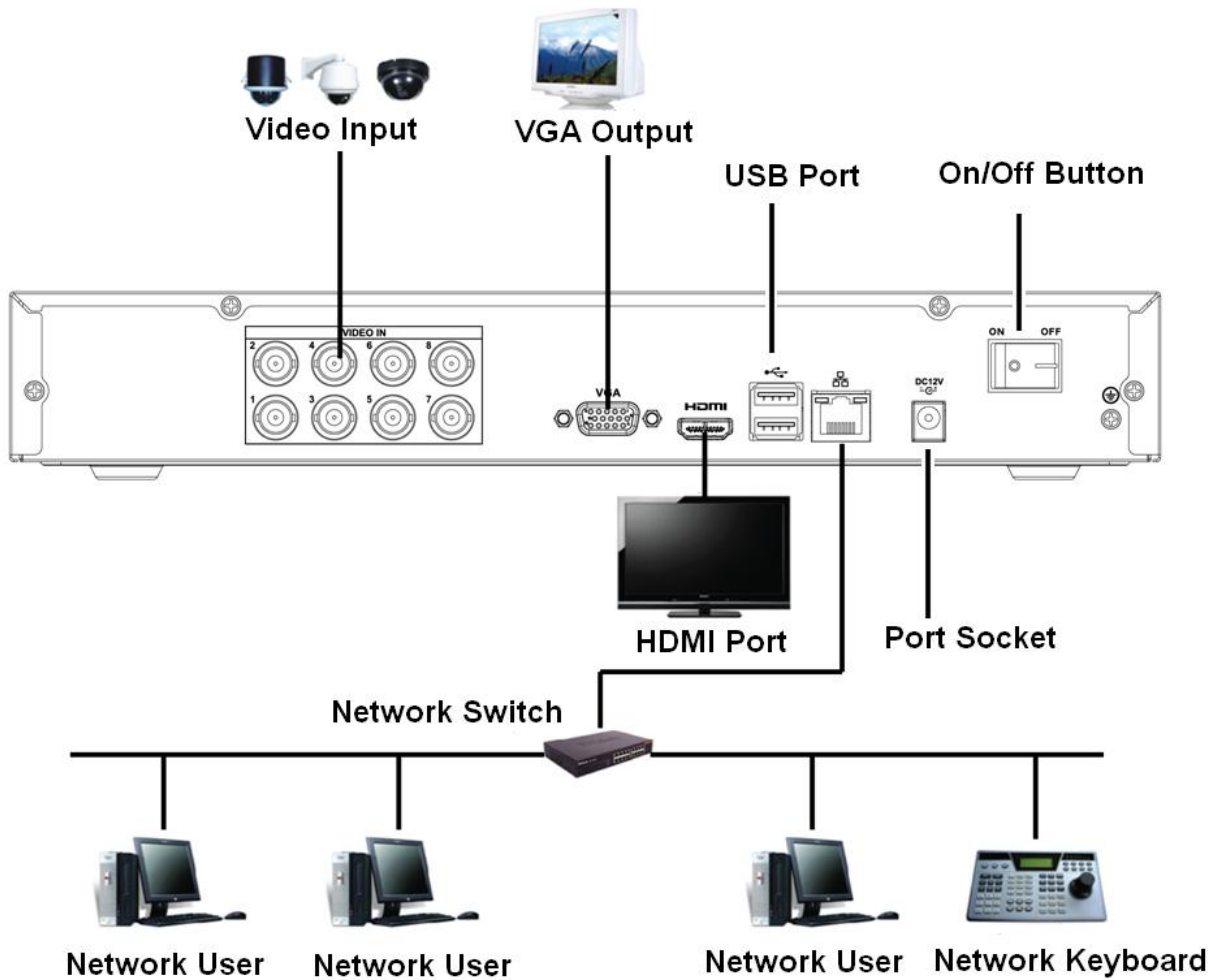 Video Input
VGA Output
USB Port
On/Off Button
VIDEO IN
2 4 6 8
1 3 5 7
VGA
HDMI
ON OFF
DC12V
HDMI Port
Port Socket
Network Switch
Network User
Network User
Network User
Network Keyboard